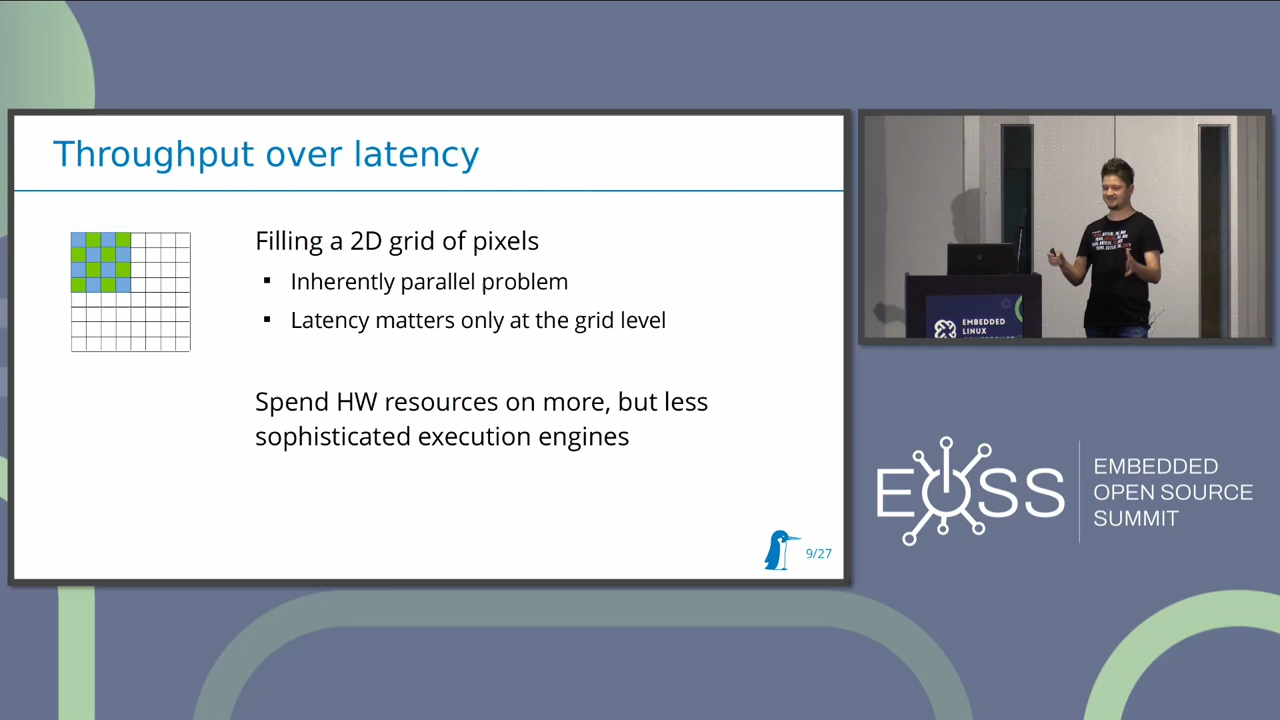 Throughput over latency
Filling a 2D grid of pixels
▪ Inherently parallel problem
▪ Latency matters only at the grid level
Spend HW resources on more, but less
sophisticated execution engines
9/27
EMBEDDED
LINUX
EOSS
EMBEDDED
OPEN SOURCE
SUMMIT